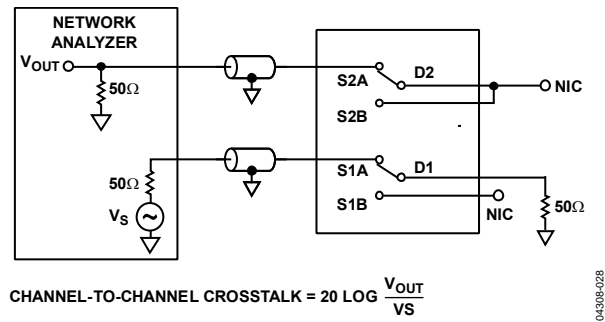 NETWORK
ANALYZER
VOUT
50Ω
50Ω
VS
S2A
D2
S2B
NIC
S1A
D1
S1B
NIC
50Ω
CHANNEL-TO-CHANNEL CROSSTALK = 20 LOG VOUT
VS
04308-028